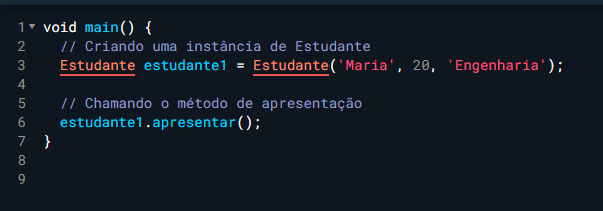 1 void main() {
2 // Criando uma instância de Estudante
3 Estudante estudante1 = Estudante('Maria', 20, 'Engenharia');
4
5 // Chamando o método de apresentação
6 estudante1.apresentar();
7 }
8
9